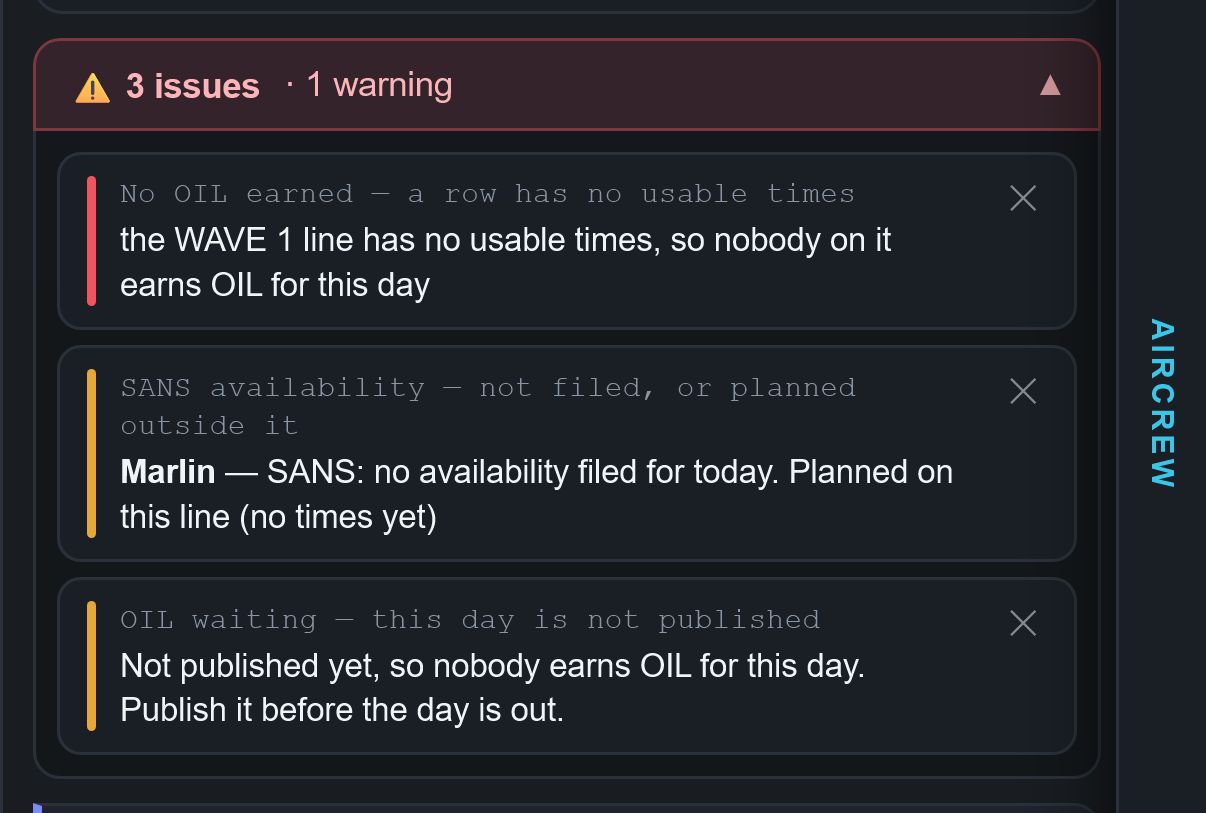 ⚠️ 3 issues · 1 warning ▲
No OIL earned — a row has no usable times
the WAVE 1 line has no usable times, so nobody on it
earns OIL for this day
SANS availability — not filed, or planned
outside it
Marlin — SANS: no availability filed for today. Planned on
this line (no times yet)
OIL waiting — this day is not published
Not published yet, so nobody earns OIL for this day.
Publish it before the day is out.
AIRCREW